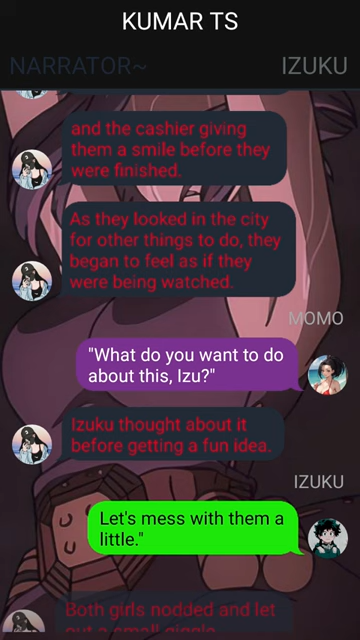 KUMAR TS
NARRATOR~
IZUKU
and the cashier giving
them a smile before they
were finished.
As they looked in the city
for other things to do, they
began to feel as if they
were being watched.
MOMO
"What do you want to do
about this, Izu?"
Izuku thought about it
before getting a fun idea.
IZUKU
Let's mess with them a
little."
Both girls nodded and let
out a small giggle